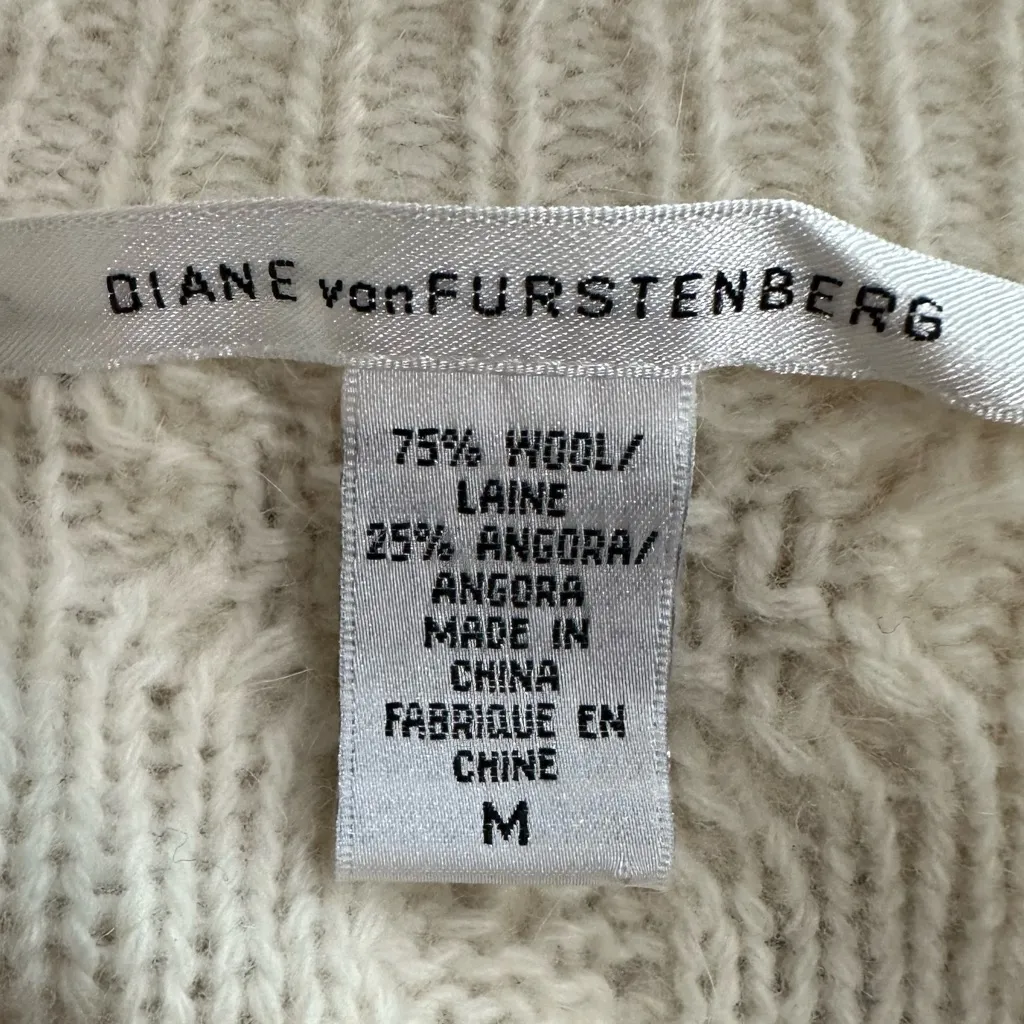 DIANE von FURSTENBERG
75% WOOL/
LAINE
25% ANGORA/
ANGORA
MADE IN
CHINA
FABRIQUE EN
CHINE
M